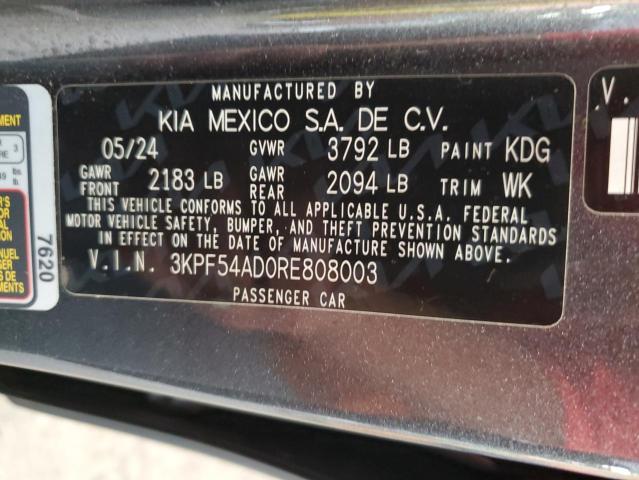 MANUFACTURED BY
KIA MEXICO S.A. DE C.V.
05/24 GVWR 3792 LB PAINT KDG
GAWR FRONT 2183 LB GAWR REAR 2094 LB TRIM WK
THIS VEHICLE CONFORMS TO ALL APPLICABLE U.S.A. FEDERAL
MOTOR VEHICLE SAFETY, BUMPER, AND THEFT PREVENTION STANDARDS
IN EFFECT ON THE DATE OF MANUFACTURE SHOWN ABOVE.
V.I.N. 3KPF54AD0RE808003
PASSENGER CAR
7620
V.